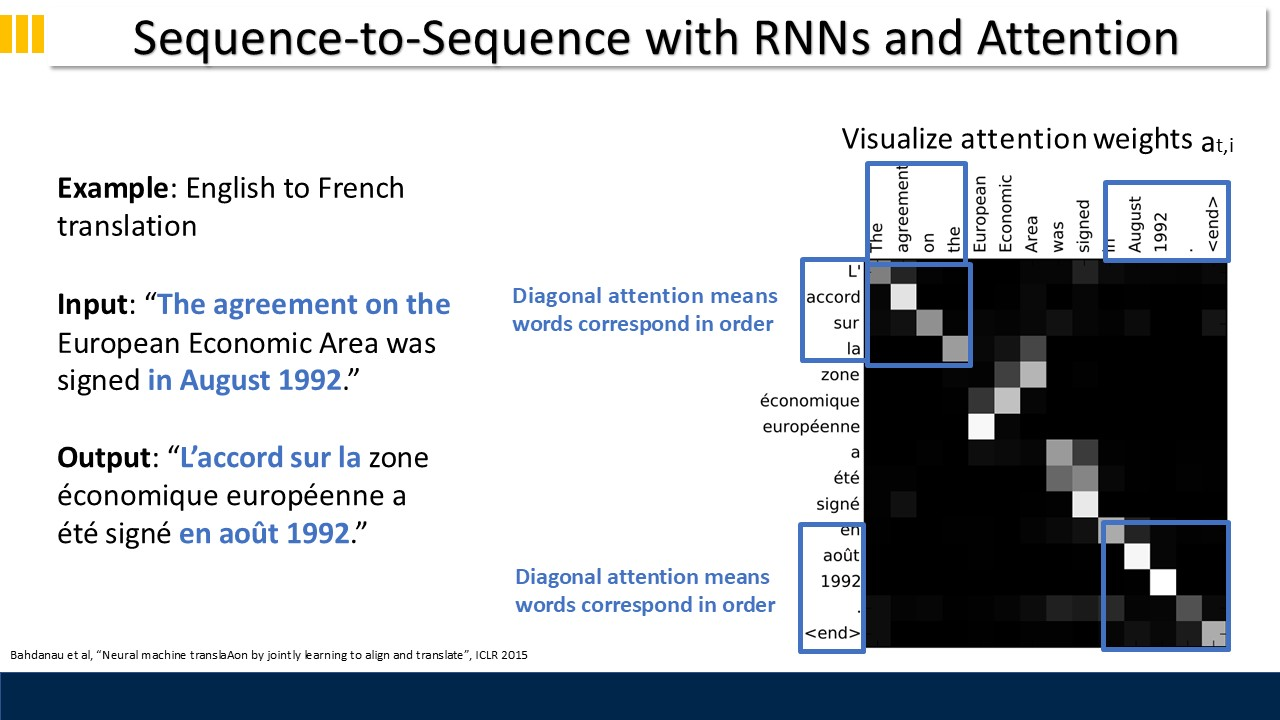 Sequence-to-Sequence with RNNs and Attention
Visualize attention weights at,i
Example: English to French
translation
Input: “The agreement on the
European Economic Area was
signed in August 1992.”
Output: “L’accord sur la zone
économique européenne a
été signé en août 1992.”
Diagonal attention means
words correspond in order
Diagonal attention means
words correspond in order
The
agreement
on
the
European
Economic
Area
was
signed
in
August
1992
.
<end>
L'
accord
sur
la
zone
économique
européenne
a
été
signé
en
août
1992
.
<end>
Bahdanau et al, “Neural machine translaAon by jointly learning to align and translate”, ICLR 2015